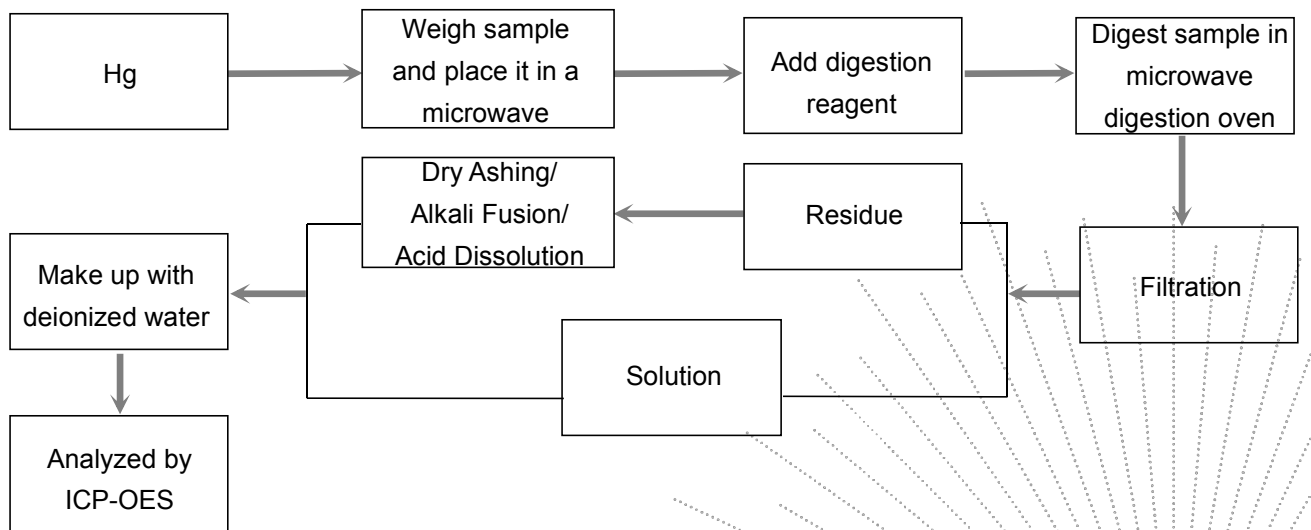 Hg
Weigh sample
and place it in a
microwave
Add digestion
reagent
Digest sample in
microwave
digestion oven
Dry Ashing/
Alkali Fusion/
Acid Dissolution
Residue
Filtration
Make up with
deionized water
Solution
Analyzed by
ICP-OES